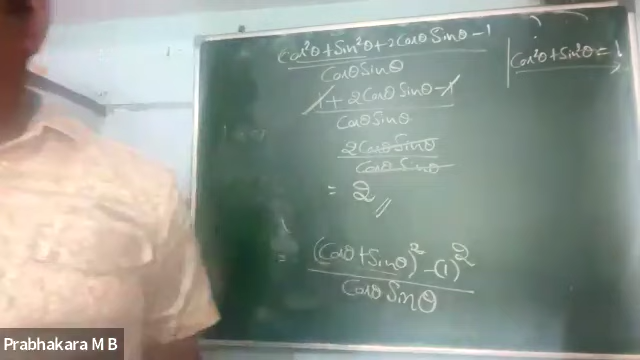 Cos²θ + Sin²θ + 2CosθSinθ - 1
CosθSinθ
Cos²θ + Sin²θ = 1
1 + 2CosθSinθ - 1
CosθSinθ
2CosθSinθ
CosθSinθ
= 2
= (Cosθ + Sinθ)² - (1)²
CosθSinθ
Prabhakara M B